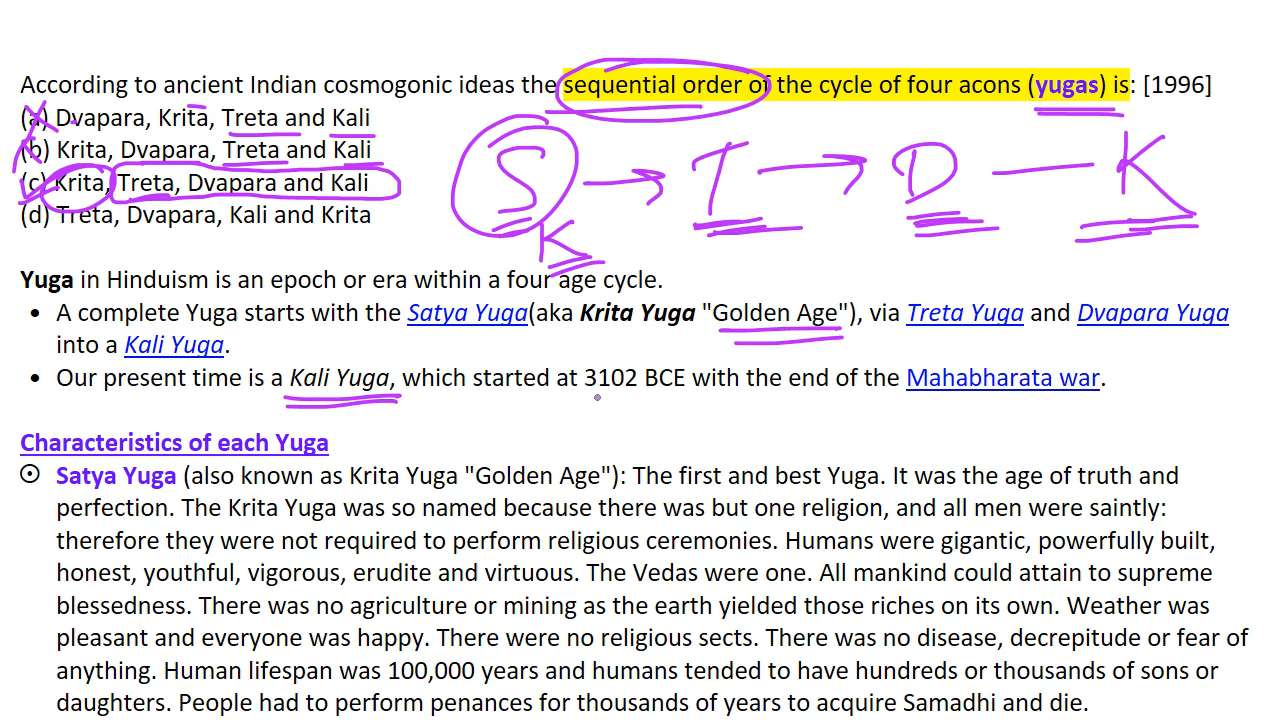 According to ancient Indian cosmogonic ideas the sequential order of the cycle of four acons (yugas) is: [1996]
(a) Dvapara, Krita, Treta and Kali
(b) Krita, Dvapara, Treta and Kali
(c) Krita, Treta, Dvapara and Kali
(d) Treta, Dvapara, Kali and Krita
S → T → D — K
K
Yuga in Hinduism is an epoch or era within a four age cycle.
• A complete Yuga starts with the Satya Yuga(aka Krita Yuga "Golden Age"), via Treta Yuga and Dvapara Yuga
into a Kali Yuga.
• Our present time is a Kali Yuga, which started at 3102 BCE with the end of the Mahabharata war.
Characteristics of each Yuga
Satya Yuga (also known as Krita Yuga "Golden Age"): The first and best Yuga. It was the age of truth and
perfection. The Krita Yuga was so named because there was but one religion, and all men were saintly:
therefore they were not required to perform religious ceremonies. Humans were gigantic, powerfully built,
honest, youthful, vigorous, erudite and virtuous. The Vedas were one. All mankind could attain to supreme
blessedness. There was no agriculture or mining as the earth yielded those riches on its own. Weather was
pleasant and everyone was happy. There were no religious sects. There was no disease, decrepitude or fear of
anything. Human lifespan was 100,000 years and humans tended to have hundreds or thousands of sons or
daughters. People had to perform penances for thousands of years to acquire Samadhi and die.